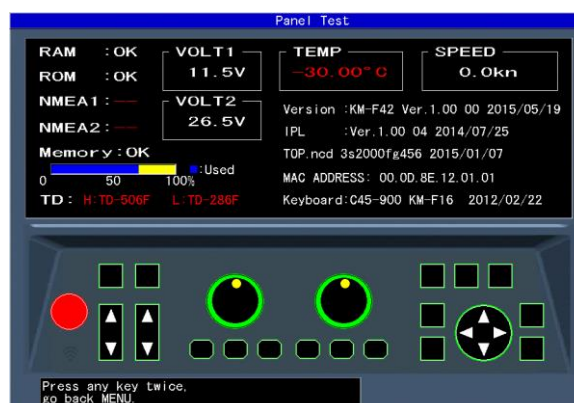 Panel Test
RAM :OK
ROM :OK
NMEA1:--
NMEA2:--
Memory:OK
■:Used
0 50 100%
TD: H:TD-506F L:TD-286F
VOLT1
11.5V
VOLT2
26.5V
TEMP
-30.00°C
SPEED
0.0kn
Version :KM-F42 Ver.1.00 00 2015/05/19
IPL :Ver.1.00 04 2014/07/25
TOP.ncd 3s2000fg456 2015/01/07
MAC ADDRESS: 00.0D.8E.12.01.01
Keyboard:C45-900 KM-F16 2012/02/22
Press any key twice,
go back MENU.